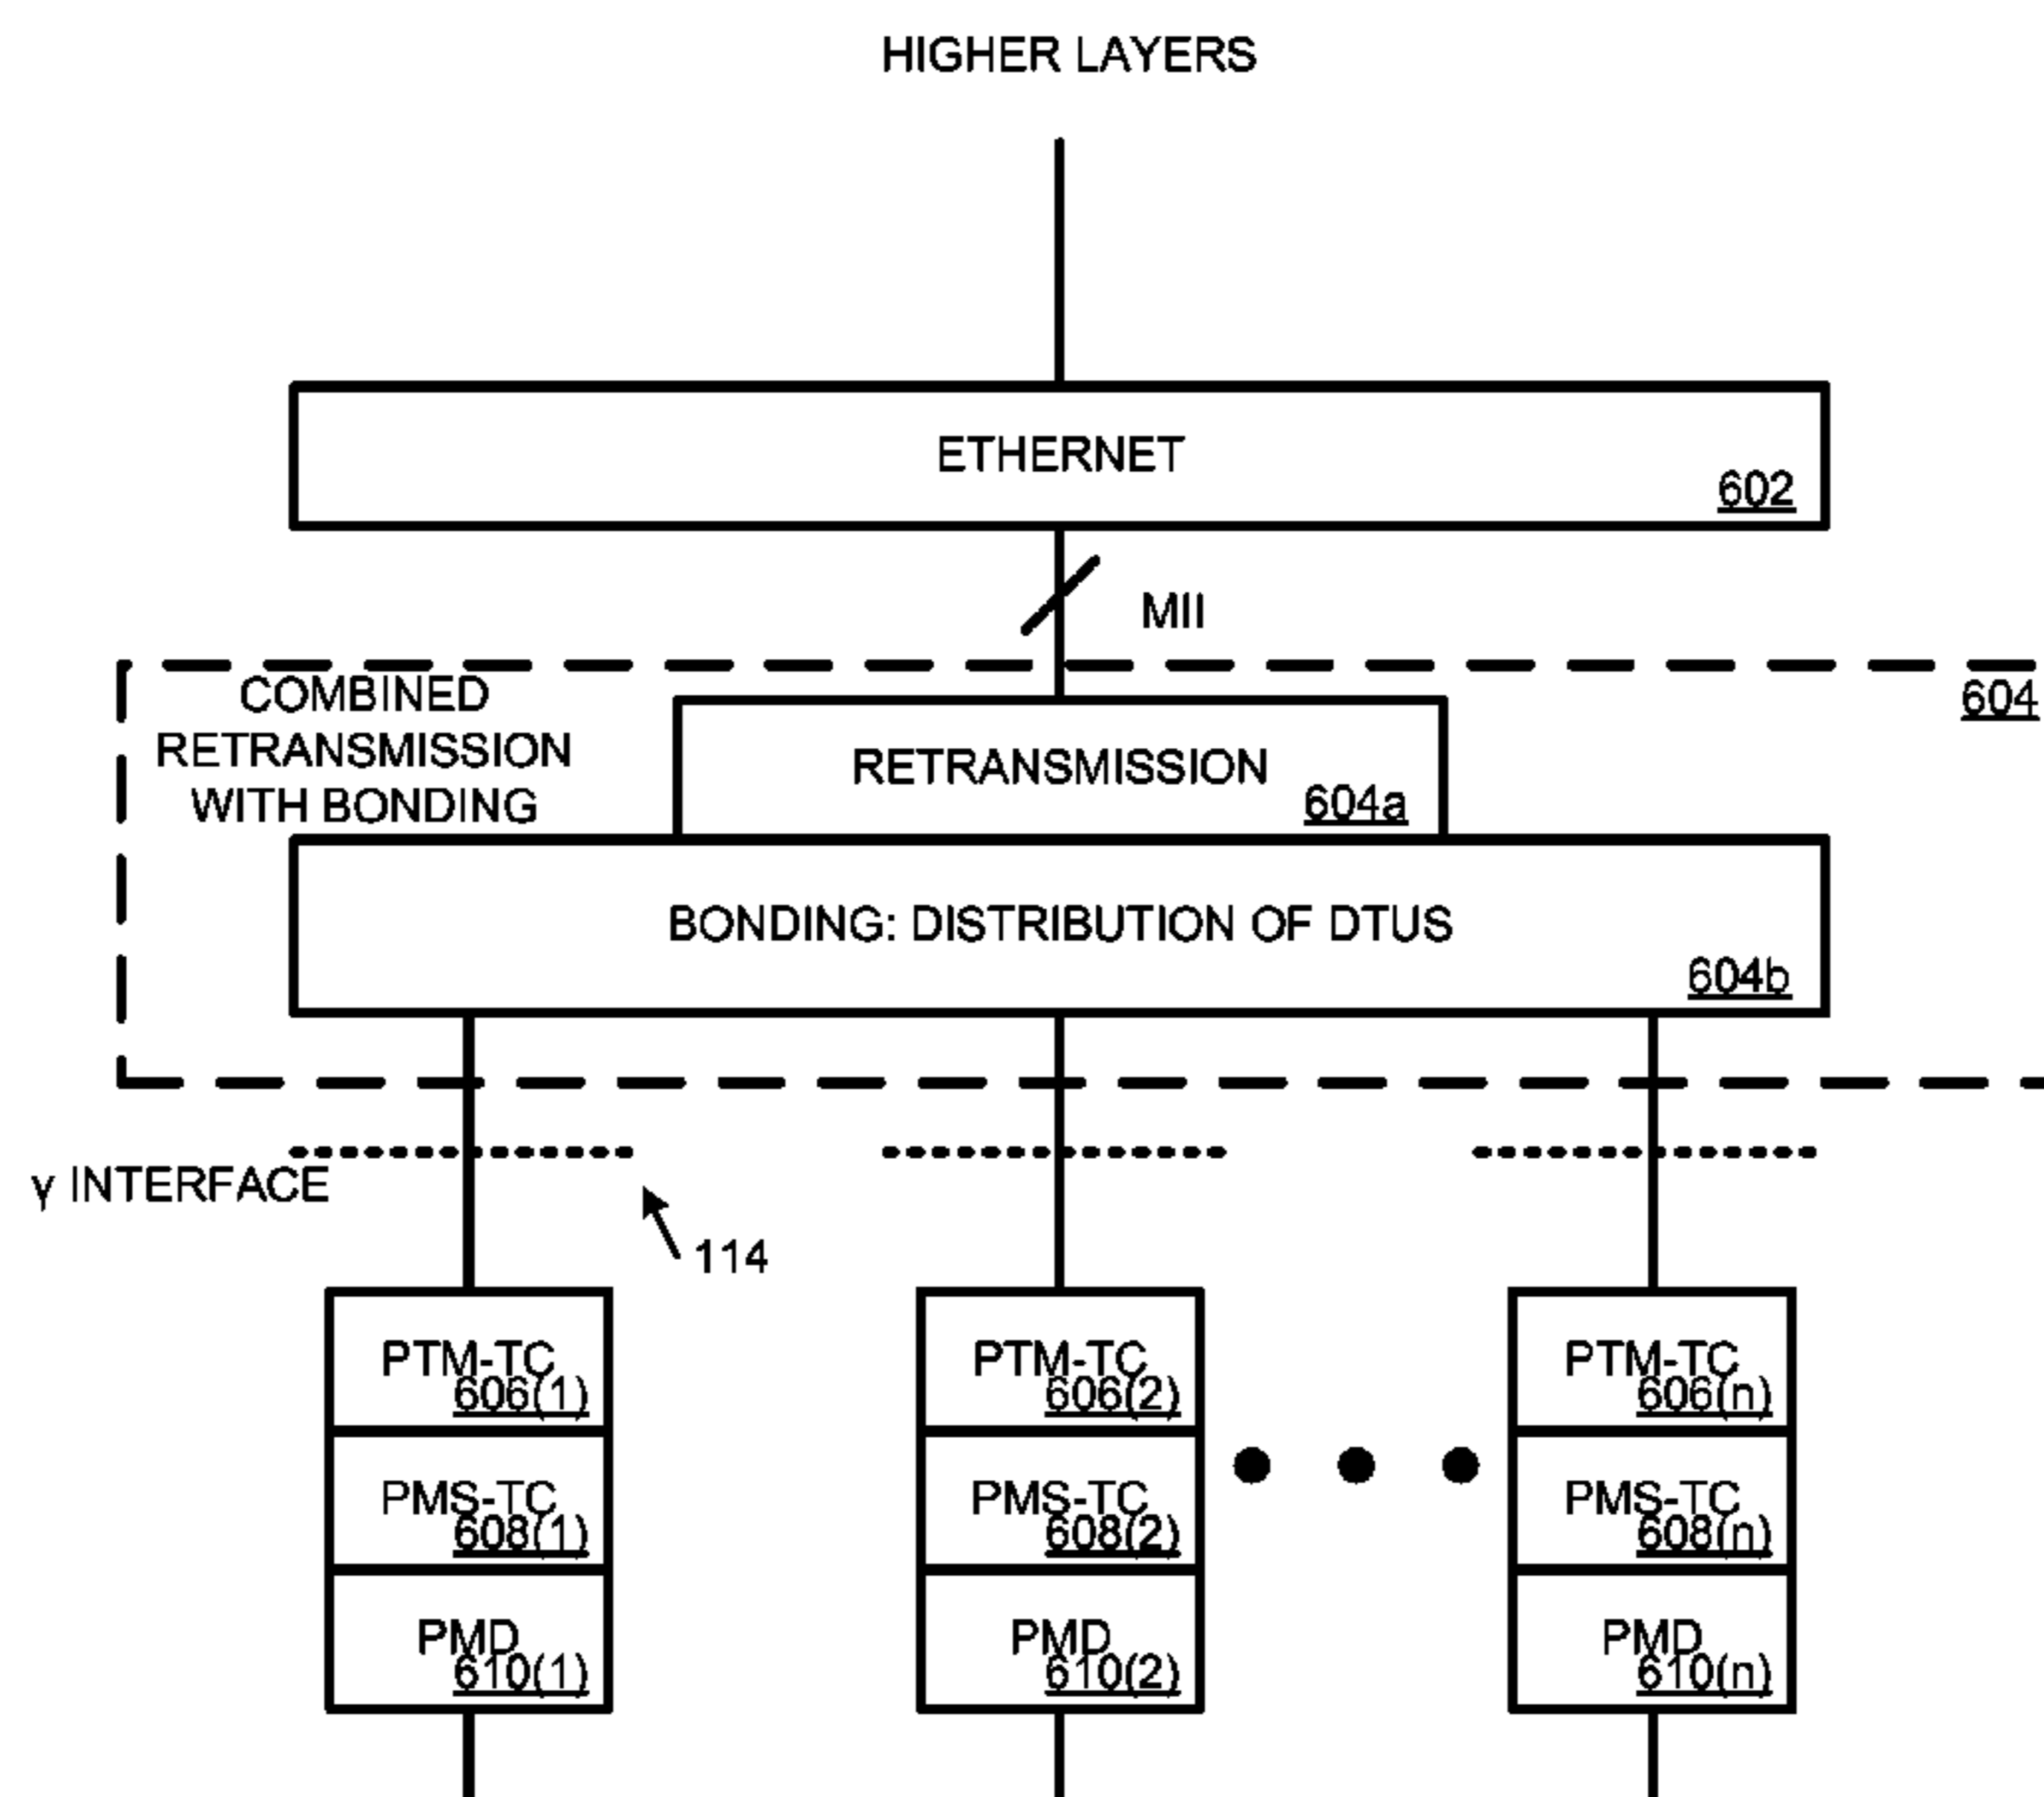 HIGHER LAYERS
ETHERNET
602
MII
COMBINED
RETRANSMISSION
WITH BONDING
604
RETRANSMISSION
604a
BONDING: DISTRIBUTION OF DTUS
604b
γ INTERFACE
114
PTM-TC
606(1)
PTM-TC
606(2)
PTM-TC
606(n)
PMS-TC
608(1)
PMS-TC
608(2)
PMS-TC
608(n)
PMD
610(1)
PMD
610(2)
PMD
610(n)